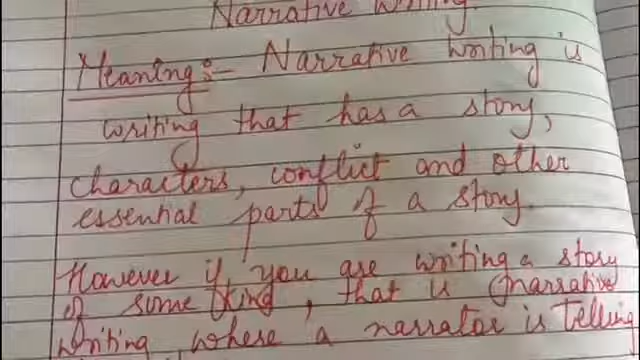 Narrative Writing.
Meaning:- Narrative writing is
writing that has a story,
characters, conflict and other
essential parts of a story.
However if you are writing a story
of some king, that is narrative
writing where a narrator is telling